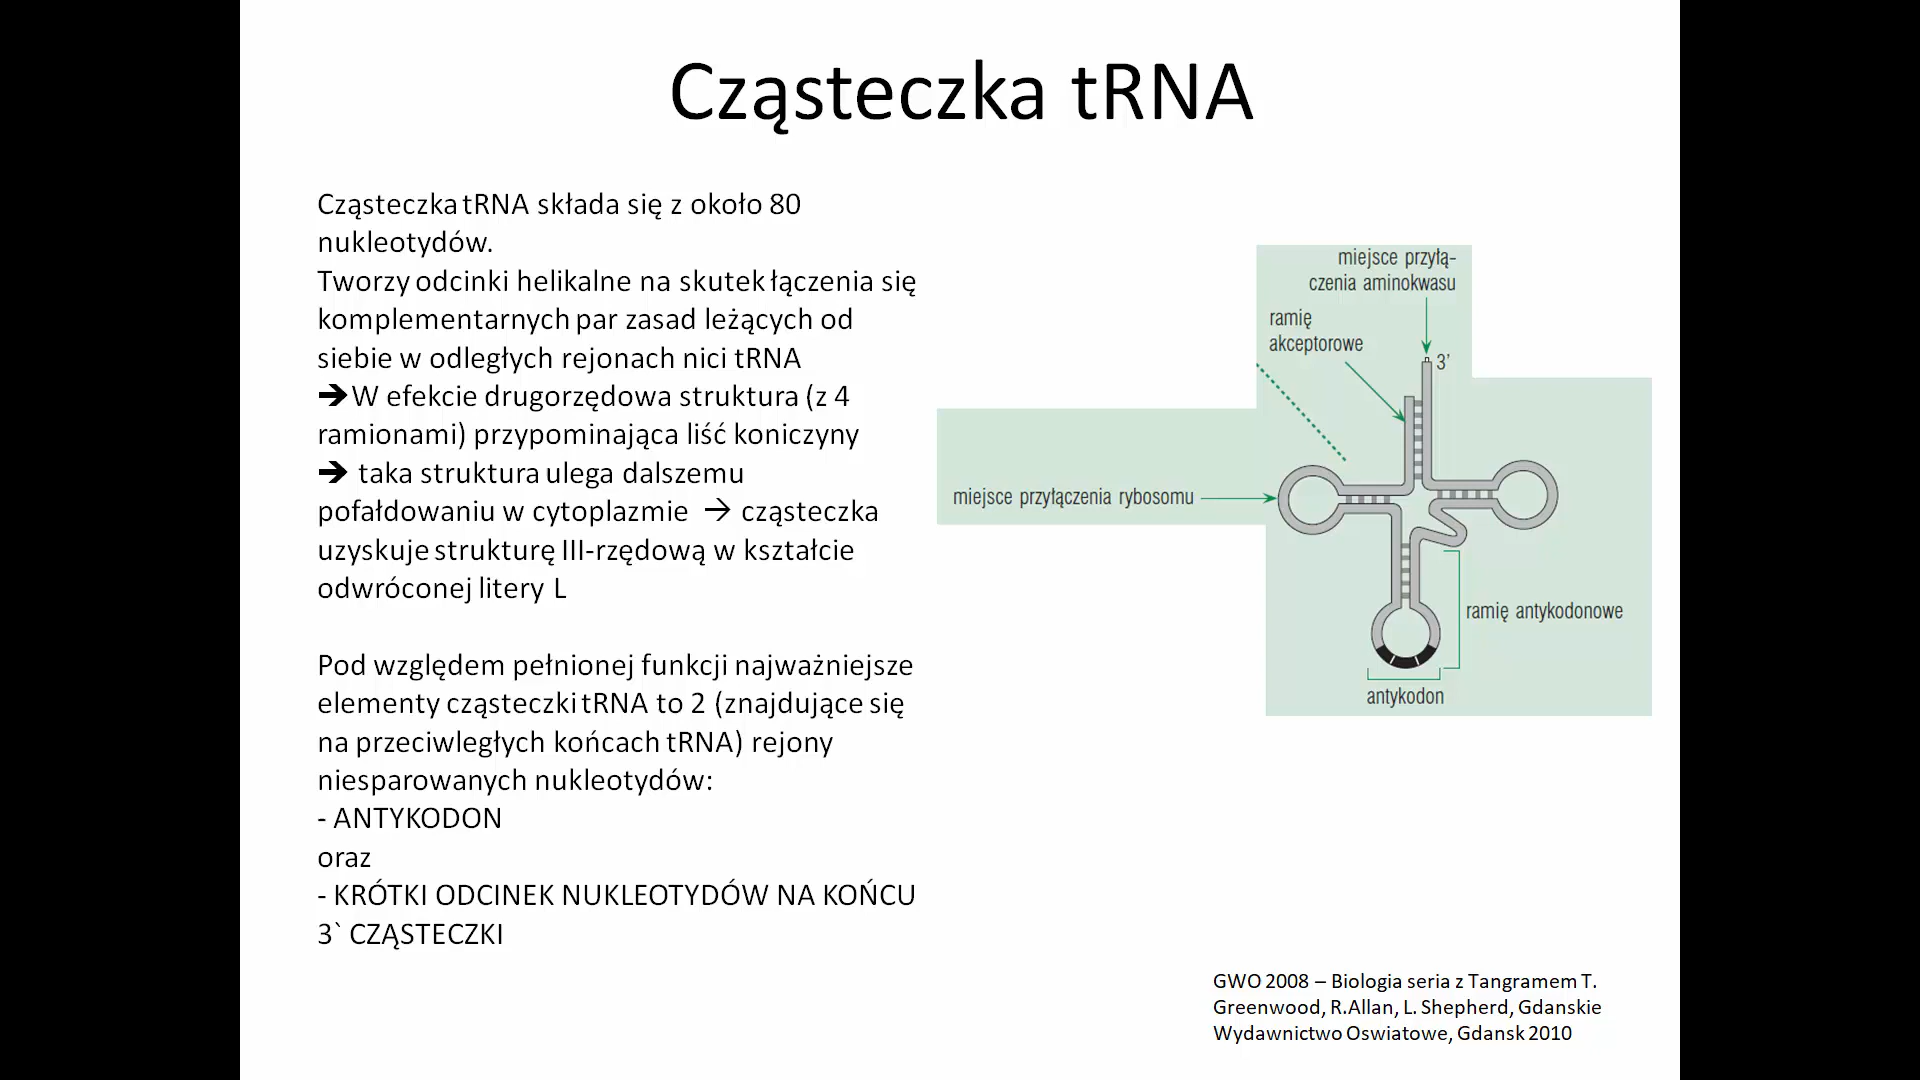 Cząsteczka tRNA
Cząsteczka tRNA składa się z około 80
nukleotydów.
Tworzy odcinki helikalne na skutek łączenia się
komplementarnych par zasad leżących od
siebie w odległych rejonach nici tRNA
➔W efekcie drugorzędowa struktura (z 4
ramionami) przypominająca liść koniczyny
➔ taka struktura ulega dalszemu
pofałdowaniu w cytoplazmie → cząsteczka
uzyskuje strukturę III-rzędową w kształcie
odwróconej litery L
Pod względem pełnionej funkcji najważniejsze
elementy cząsteczki tRNA to 2 (znajdujące się
na przeciwległych końcach tRNA) rejony
niesparowanych nukleotydów:
- ANTYKODON
oraz
- KRÓTKI ODCINEK NUKLEOTYDÓW NA KOŃCU
3` CZĄSTECZKI
miejsce przyłą-
czenia aminokwasu
ramię
akceptorowe
3'
miejsce przyłączenia rybosomu
ramię antykodonowe
antykodon
GWO 2008 – Biologia seria z Tangramem T.
Greenwood, R.Allan, L. Shepherd, Gdanskie
Wydawnictwo Oswiatowe, Gdansk 2010